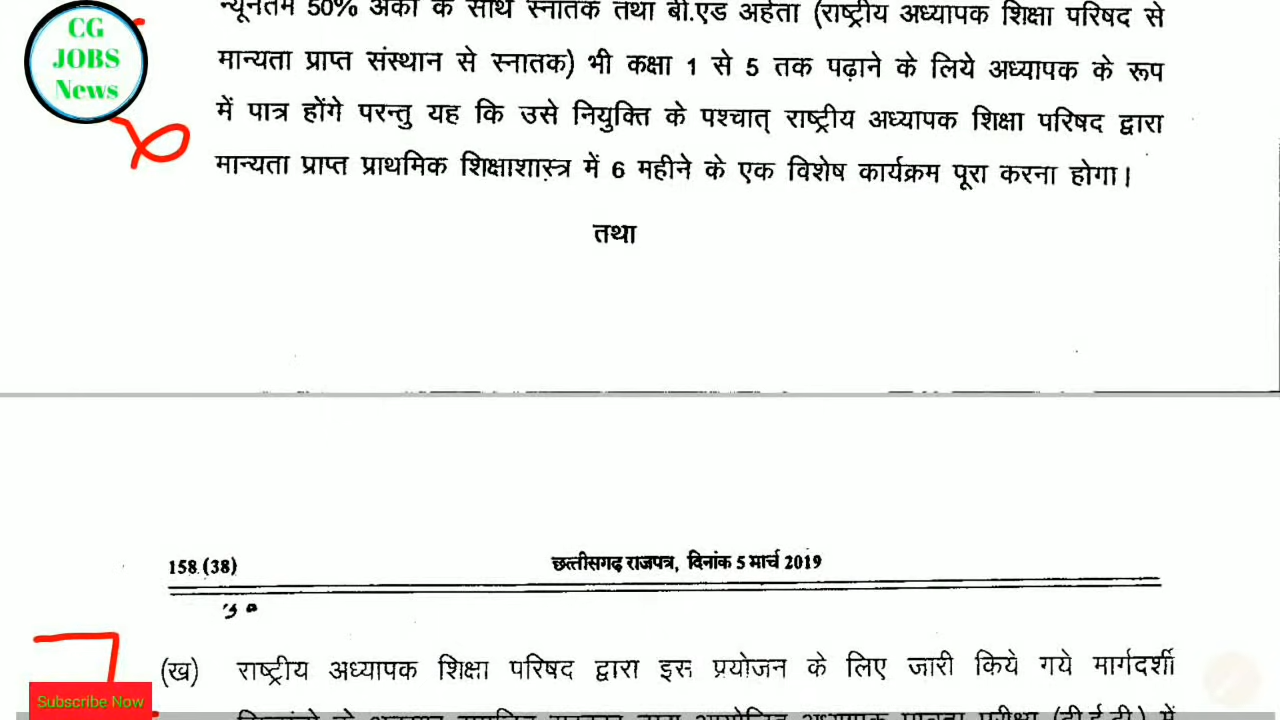 CG
JOBS
News
न्यूनतम 50% अंकों के साथ स्नातक तथा बी.एड अर्हता (राष्ट्रीय अध्यापक शिक्षा परिषद से
मान्यता प्राप्त संस्थान से स्नातक) भी कक्षा 1 से 5 तक पढ़ाने के लिये अध्यापक के रूप
में पात्र होंगे परन्तु यह कि उसे नियुक्ति के पश्चात् राष्ट्रीय अध्यापक शिक्षा परिषद द्वारा
मान्यता प्राप्त प्राथमिक शिक्षाशास्त्र में 6 महीने के एक विशेष कार्यक्रम पूरा करना होगा।
तथा
158 (38)
छत्तीसगढ़ राजपत्र, दिनांक 5 मार्च 2019
(ख) राष्ट्रीय अध्यापक शिक्षा परिषद द्वारा इस प्रयोजन के लिए जारी किये गये मार्गदर्शी
Subscribe Now